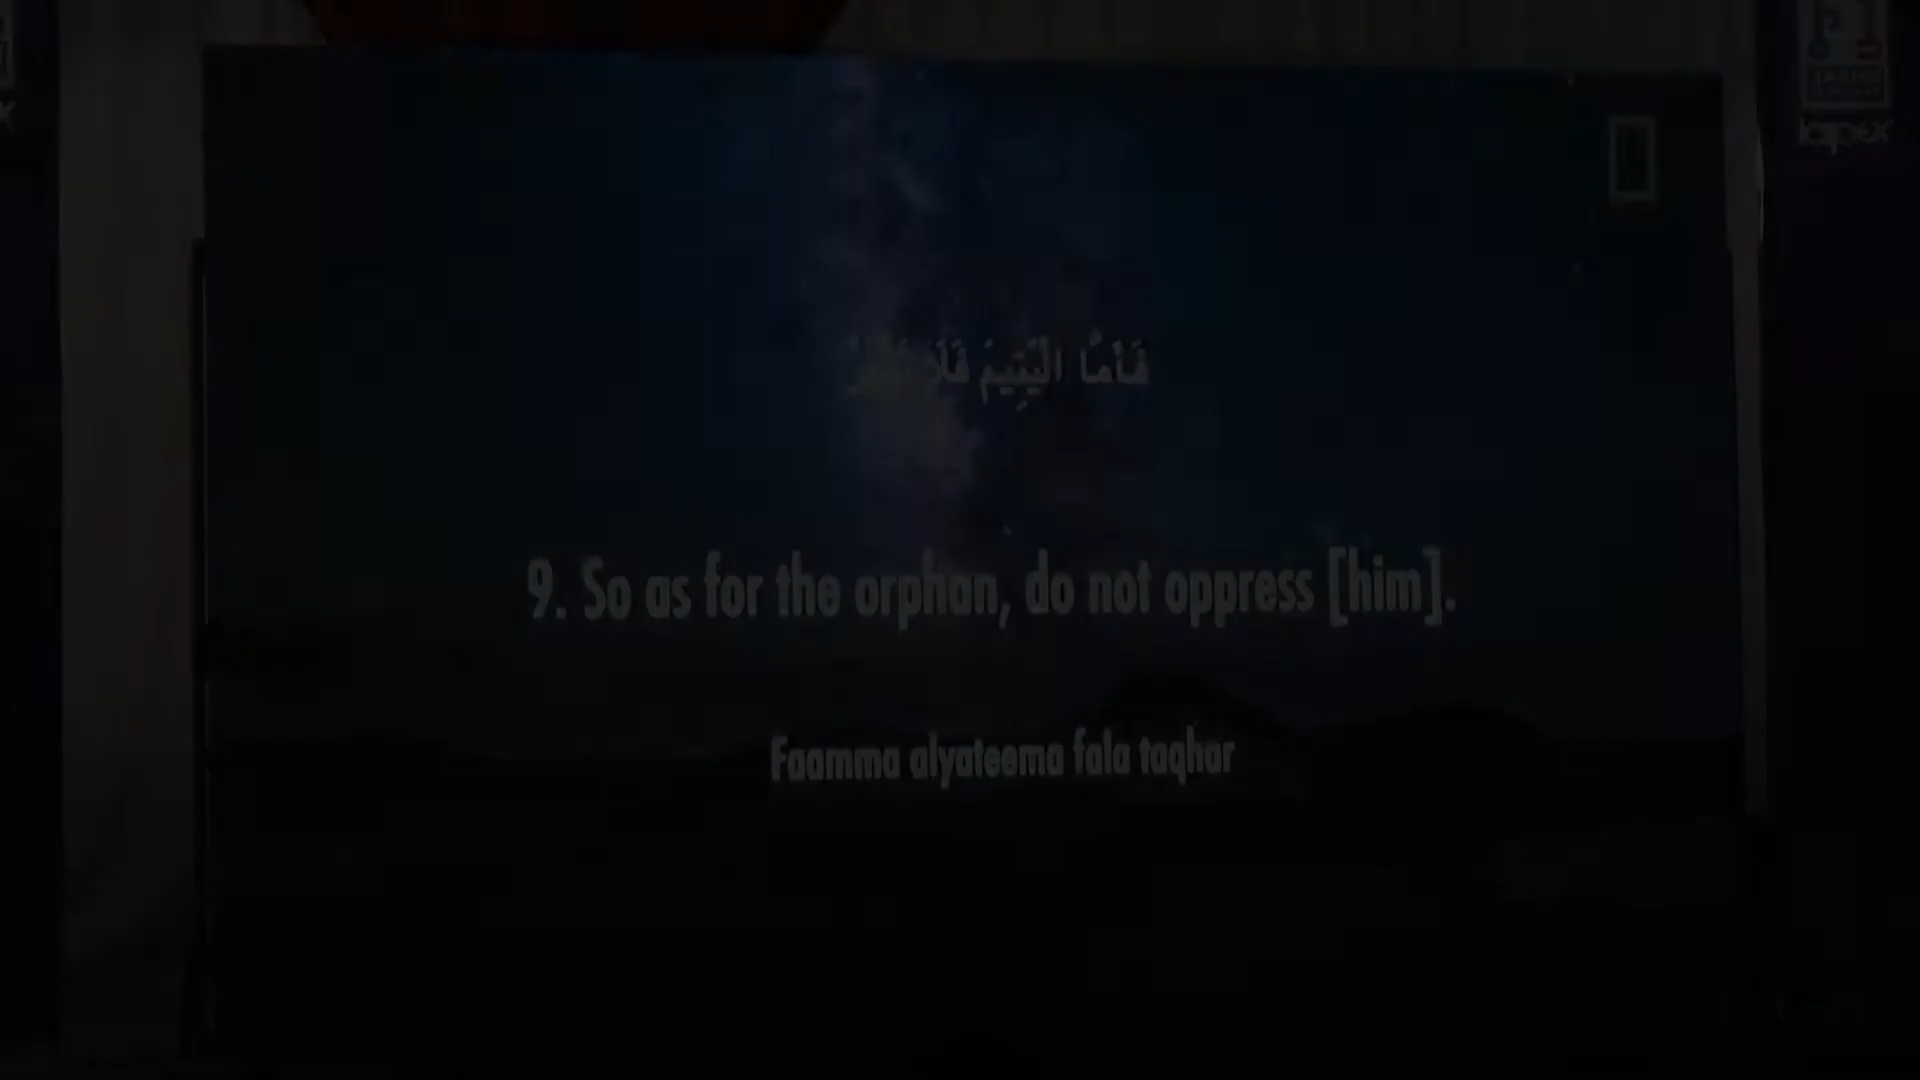 فَأَمَّا الْيَتِيمَ فَلَا
9. So as for the orphan, do not oppress [him].
Faamma alyateema fala taqhar